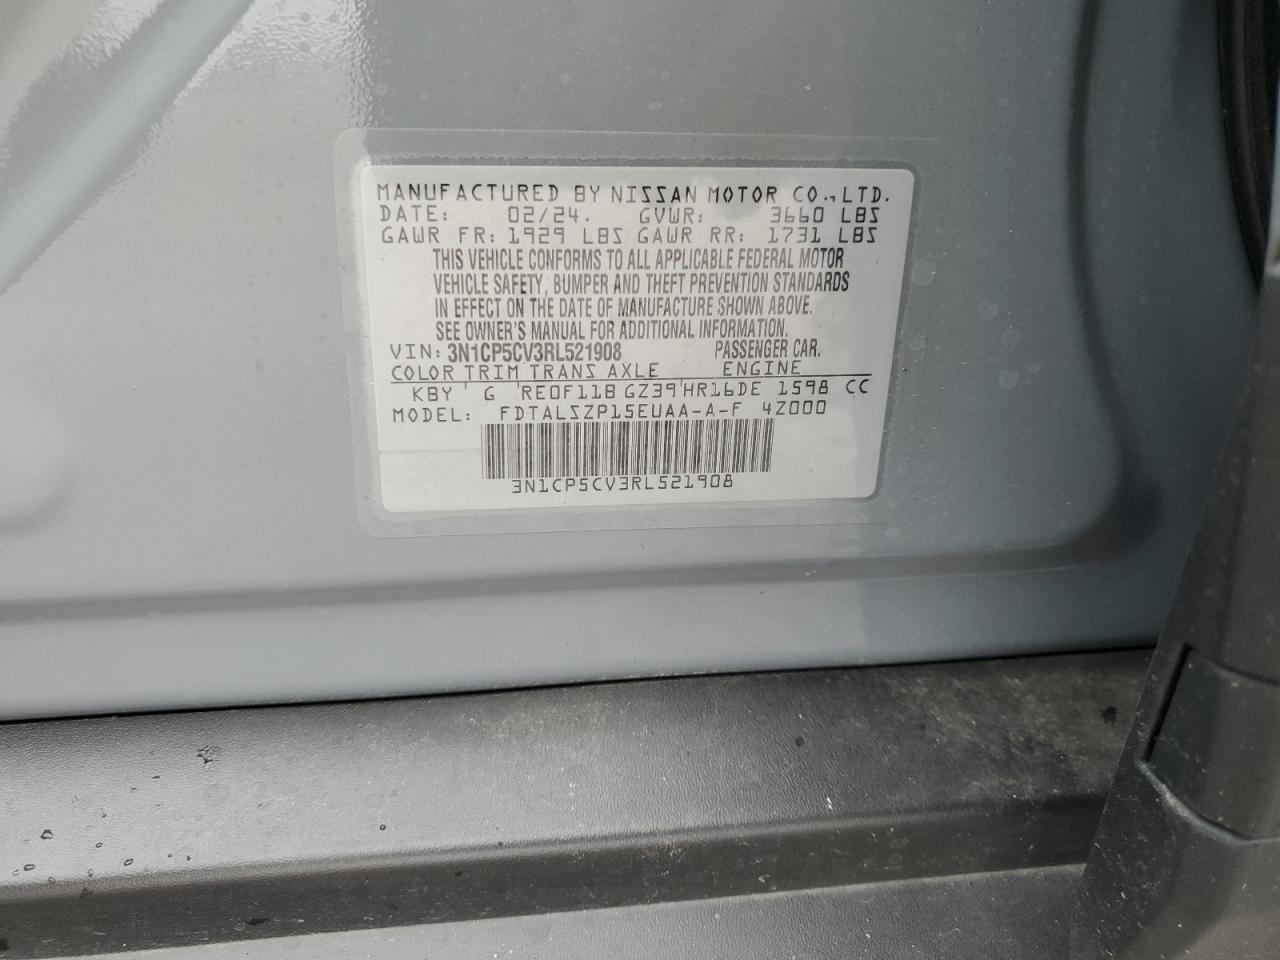 MANUFACTURED BY NISSAN MOTOR CO., LTD.
DATE: 02/24. GVWR: 3660 LBS
GAWR FR: 1929 LBS GAWR RR: 1731 LBS
THIS VEHICLE CONFORMS TO ALL APPLICABLE FEDERAL MOTOR
VEHICLE SAFETY, BUMPER AND THEFT PREVENTION STANDARDS
IN EFFECT ON THE DATE OF MANUFACTURE SHOWN ABOVE.
SEE OWNER'S MANUAL FOR ADDITIONAL INFORMATION.
VIN: 3N1CP5CV3RL521908 PASSENGER CAR.
COLOR TRIM TRANS AXLE ENGINE
KBY G RE0F11B GZ39 HR16DE 1598 CC
MODEL: FDTALSZP15EUAA-A-F 4Z000
3N1CP5CV3RL521908